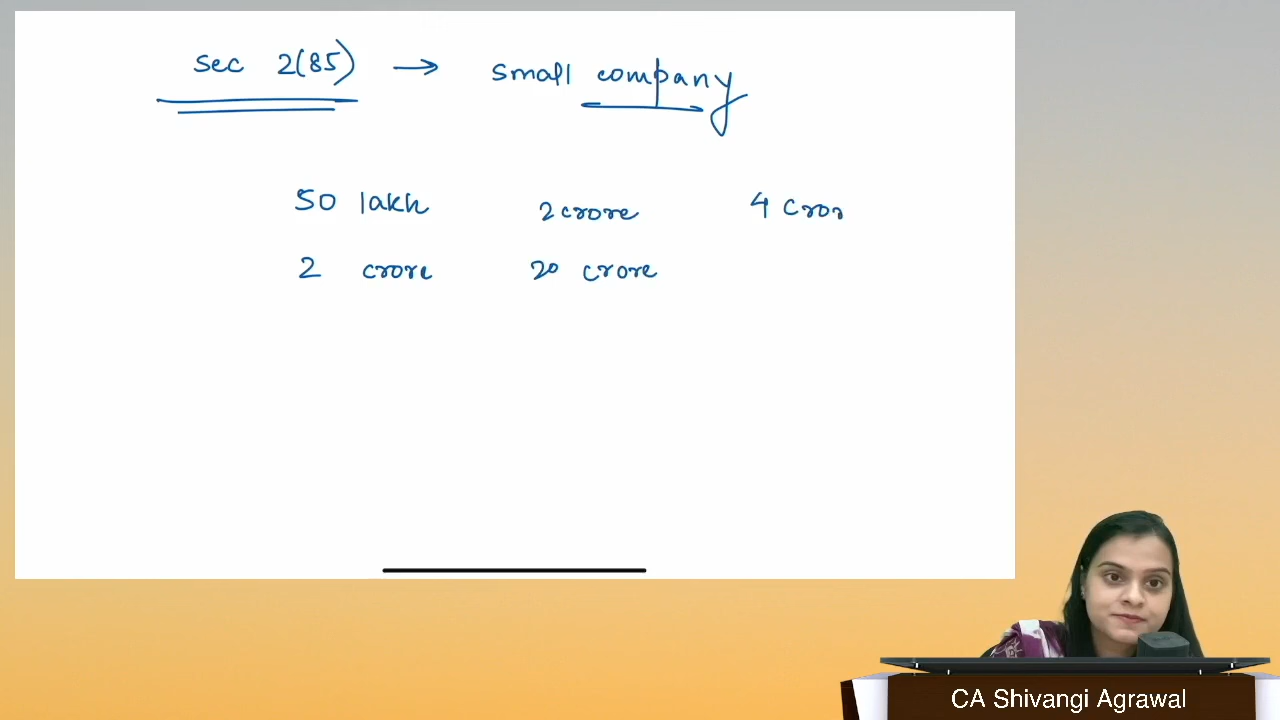 sec 2(85) → small company
50 lakh 2 crore 4 cror
2 crore 20 crore
CA Shivangi Agrawal